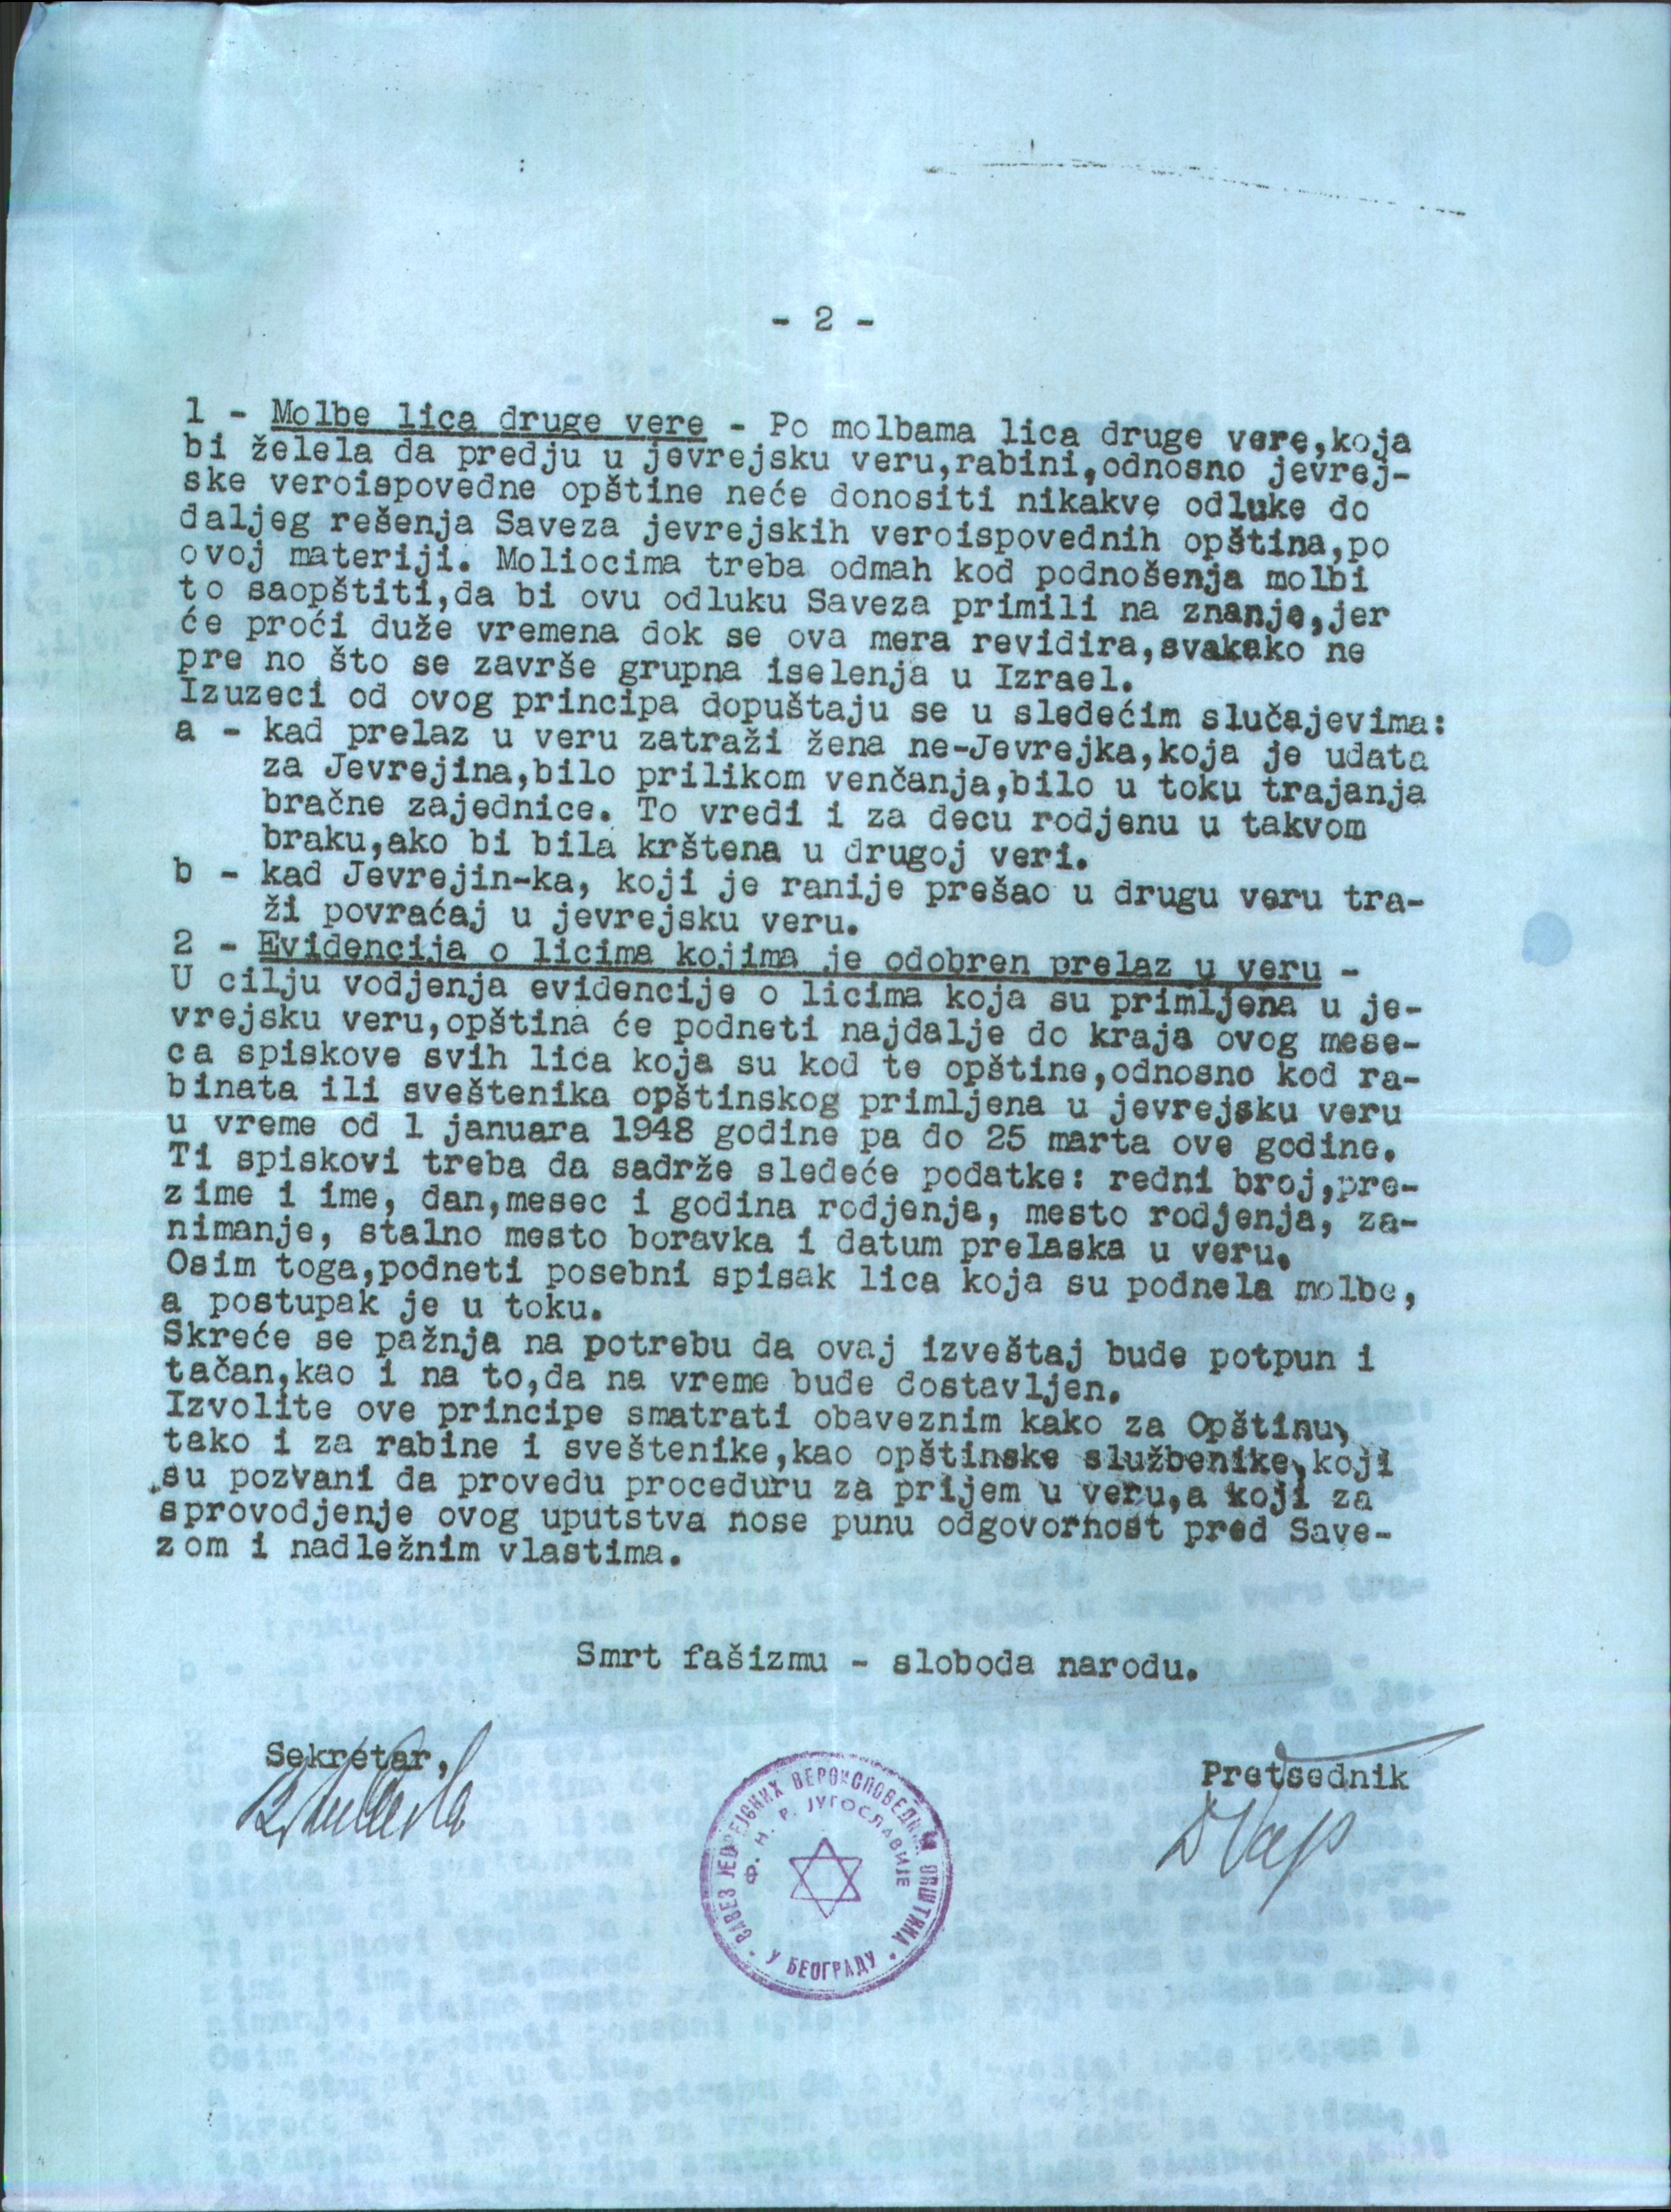 - 2 -
1 - Molbe lica druge vere - Po molbama lica druge vere,koja
bi želela da predju u jevrejsku veru,rabini,odnosno jevrej-
ske veroispovedne opštine neće donositi nikakve odluke do
daljeg rešenja Saveza jevrejskih veroispovednih opština,po
ovoj materiji. Moliocima treba odmah kod podnošenja molbi
to saopštiti,da bi ovu odluku Saveza primili na znanje,jer
će proći duže vremena dok se ova mera revidira,svakako ne
pre no što se završe grupna iselenja u Izrael.
Izuzeci od ovog principa dopuštaju se u sledećim slučajevima:
a - kad prelaz u veru zatraži žena ne-Jevrejka,koja je udata
za Jevrejina,bilo prilikom venčanja,bilo u toku trajanja
bračne zajednice. To vredi i za decu rodjenu u takvom
braku,ako bi bila krštena u drugoj veri.
b - kad Jevrejin-ka, koji je ranije prešao u drugu veru tra-
ži povraćaj u jevrejsku veru.
2 - Evidencija o licima kojima je odobren prelaz u veru -
U cilju vodjenja evidencije o licima koja su primljena u je-
vrejsku veru,opština će podneti najdalje do kraja ovog mese-
ca spiskove svih lica koja su kod te opštine,odnosno kod ra-
binata ili sveštenika opštinskog primljena u jevrejsku veru
u vreme od 1 januara 1948 godine pa do 25 marta ove godine.
Ti spiskovi treba da sadrže sledeće podatke: redni broj,pre-
zime i ime, dan,mesec i godina rodjenja, mesto rodjenja, za-
nimanje, stalno mesto boravka i datum prelaska u veru.
Osim toga,podneti posebni spisak lica koja su podnela molbe,
a postupak je u toku.
Skreće se pažnja na potrebu da ovaj izveštaj bude potpun i
tačan,kao i na to,da na vreme bude dostavljen.
Izvolite ove principe smatrati obaveznim kako za Opštinu,
tako i za rabine i sveštenike,kao opštinske službenike,koji
su pozvani da provedu proceduru za prijem u veru,a koji za
sprovodjenje ovog uputstva nose punu odgovornost pred Save-
zom i nadležnim vlastima.
Smrt fašizmu - sloboda narodu.
Sekretar,
Pretsednik
САВЕЗ ЈЕВРЕЈСКИХ ВЕРОИСПОВЕДНИХ ОПШТИНА
Ф. Н. Р. ЈУГОСЛАВИЈЕ
У БЕОГРАДУ